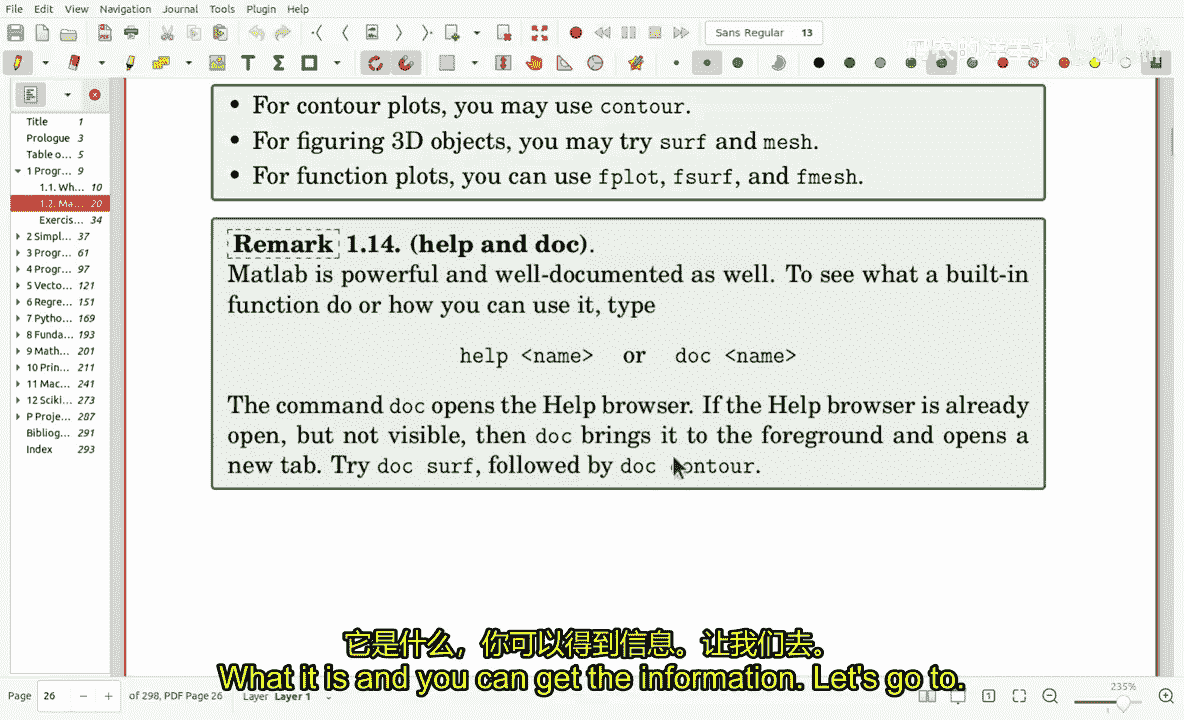 File Edit View Navigation Journal Tools Plugin Help
Sans Regular 13
Title 1
Prologue 3
Table o... 5
1 Progr... 9
1.1. Wh... 10
1.2. Ma... 20
Exercis... 34
2 Simpl... 37
3 Progr... 61
4 Progr... 97
5 Vecto... 121
6 Regre... 151
7 Pytho... 169
8 Funda... 193
9 Math... 201
10 Prin... 211
11 Mac... 241
12 Sciki... 273
P Proje... 287
Bibliog... 291
Index 293
• For contour plots, you may use contour.
• For figuring 3D objects, you may try surf and mesh.
• For function plots, you can use fplot, fsurf, and fmesh.
Remark 1.14. (help and doc).
Matlab is powerful and well-documented as well. To see what a built-in
function do or how you can use it, type
help <name> or doc <name>
The command doc opens the Help browser. If the Help browser is already
open, but not visible, then doc brings it to the foreground and opens a
new tab. Try doc surf, followed by doc contour.
它是什么，你可以得到信息。让我们去。
What it is and you can get the information. Let's go to.
Page 26 − + of 298, PDF Page 26 Layer Layer 1
235%